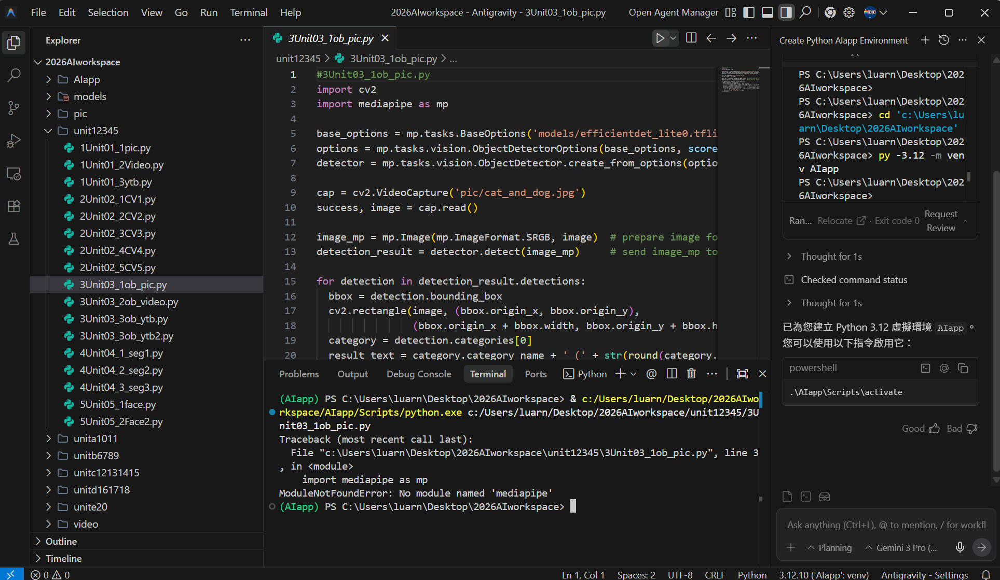 File Edit Selection View Go Run Terminal Help
2026AIworkspace - Antigravity - 3Unit03_1ob_pic.py
Open Agent Manager
Explorer
2026AIworkspace
AIapp
models
pic
unit12345
1Unit01_1pic.py
1Unit01_2Video.py
1Unit01_3ytb.py
2Unit02_1CV1.py
2Unit02_2CV2.py
2Unit02_3CV3.py
2Unit02_4CV4.py
2Unit02_5CV5.py
3Unit03_1ob_pic.py
3Unit03_2ob_video.py
3Unit03_3ob_ytb.py
3Unit03_3ob_ytb2.py
4Unit04_1_seg1.py
4Unit04_2_seg2.py
4Unit04_3_seg3.py
5Unit05_1face.py
5Unit05_2Face2.py
unita1011
unitb6789
unitc12131415
unitd161718
unite20
video
Outline
Timeline
3Unit03_1ob_pic.py
unit12345 > 3Unit03_1ob_pic.py > ...
1 #3Unit03_1ob_pic.py
2 import cv2
3 import mediapipe as mp
4
5 base_options = mp.tasks.BaseOptions('models/efficientdet_lite0.tfli
6 options = mp.tasks.vision.ObjectDetectorOptions(base_options, score
7 detector = mp.tasks.vision.ObjectDetector.create_from_options(optio
8
9 cap = cv2.VideoCapture('pic/cat_and_dog.jpg')
10 success, image = cap.read()
11
12 image_mp = mp.Image(mp.ImageFormat.SRGB, image)  # prepare image fo
13 detection_result = detector.detect(image_mp)     # send image_mp to
14
15 for detection in detection_result.detections:
16   bbox = detection.bounding_box
17   cv2.rectangle(image, (bbox.origin_x, bbox.origin_y),
18                 (bbox.origin_x + bbox.width, bbox.origin_y + bbox.h
19   category = detection.categories[0]
20   result_text = category.category_name + ' (' + str(round(category.
Problems Output Debug Console Terminal Ports Python
(AIapp) PS C:\Users\luarn\Desktop\2026AIworkspace> & c:/Users/luarn/Desktop/2026AIwo
rkspace/AIapp/Scripts/python.exe c:/Users/luarn/Desktop/2026AIworkspace/unit12345/3U
nit03_1ob_pic.py
Traceback (most recent call last):
  File "c:\Users\luarn\Desktop\2026AIworkspace\unit12345\3Unit03_1ob_pic.py", line 3
, in <module>
    import mediapipe as mp
ModuleNotFoundError: No module named 'mediapipe'
(AIapp) PS C:\Users\luarn\Desktop\2026AIworkspace>
Create Python AIapp Environment
PS C:\Users\luarn\Desktop\202
6AIworkspace>
PS C:\Users\luarn\Desktop\202
6AIworkspace> cd 'c:\Users\lu
arn\Desktop\2026AIworkspace'
PS C:\Users\luarn\Desktop\202
6AIworkspace> py -3.12 -m ven
v AIapp
PS C:\Users\luarn\Desktop\202
6AIworkspace>
Ran... Relocate · Exit code 0 Request Review
Thought for 1s
Checked command status
Thought for 1s
已為您建立 Python 3.12 虛擬環境 AIapp。
您可以使用以下指令啟用它：
powershell
.\AIapp\Scripts\activate
Good Bad
Ask anything (Ctrl+L), @ to mention, / for workfl
Planning Gemini 3 Pro (...
0 0
Ln 1, Col 1 Spaces: 2 UTF-8 CRLF Python 3.12.10 ('AIapp': venv) Antigravity - Settings